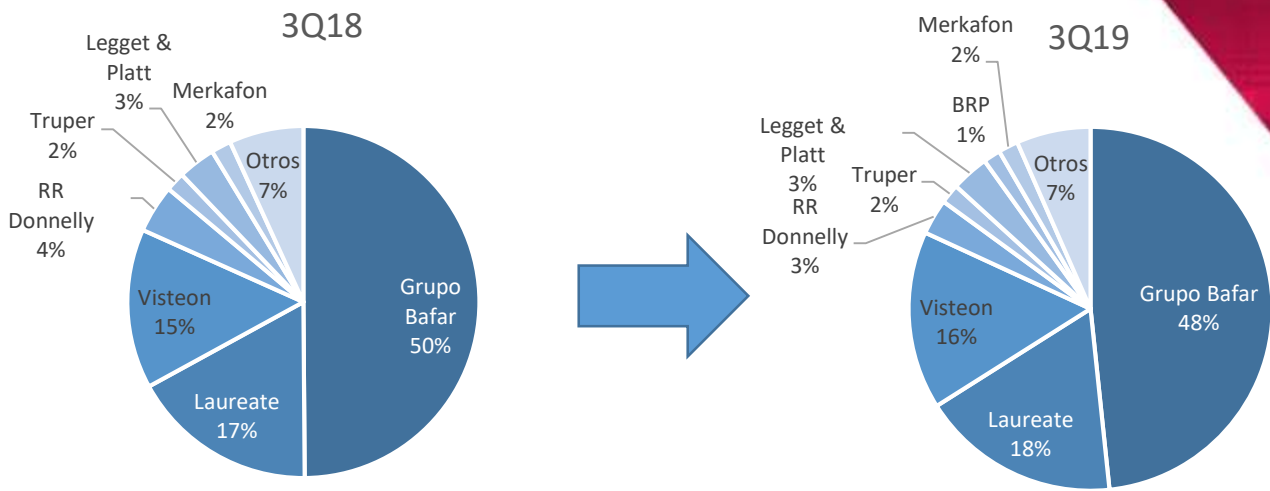 3Q18
Legget &
Platt
3%
Merkafon
2%
Truper
2%
RR
Donnelly
4%
Otros
7%
Visteon
15%
Grupo
Bafar
50%
Laureate
17%
3Q19
Merkafon
2%
BRP
1%
Legget &
Platt
3%
Truper
2%
RR
Donnelly
3%
Otros
7%
Visteon
16%
Grupo Bafar
48%
Laureate
18%